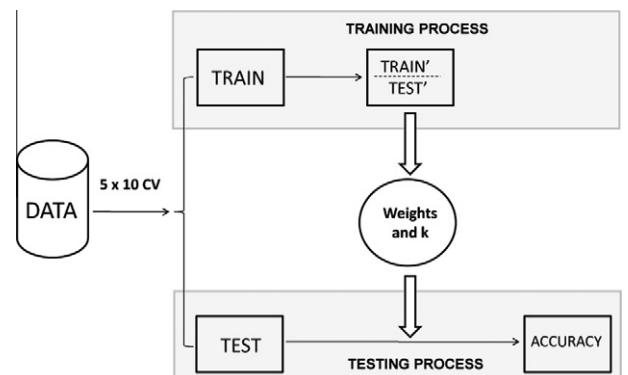 TRAINING PROCESS
TRAIN
TRAIN'
TEST'
5 x 10 CV
DATA
Weights
and k
TEST
ACCURACY
TESTING PROCESS